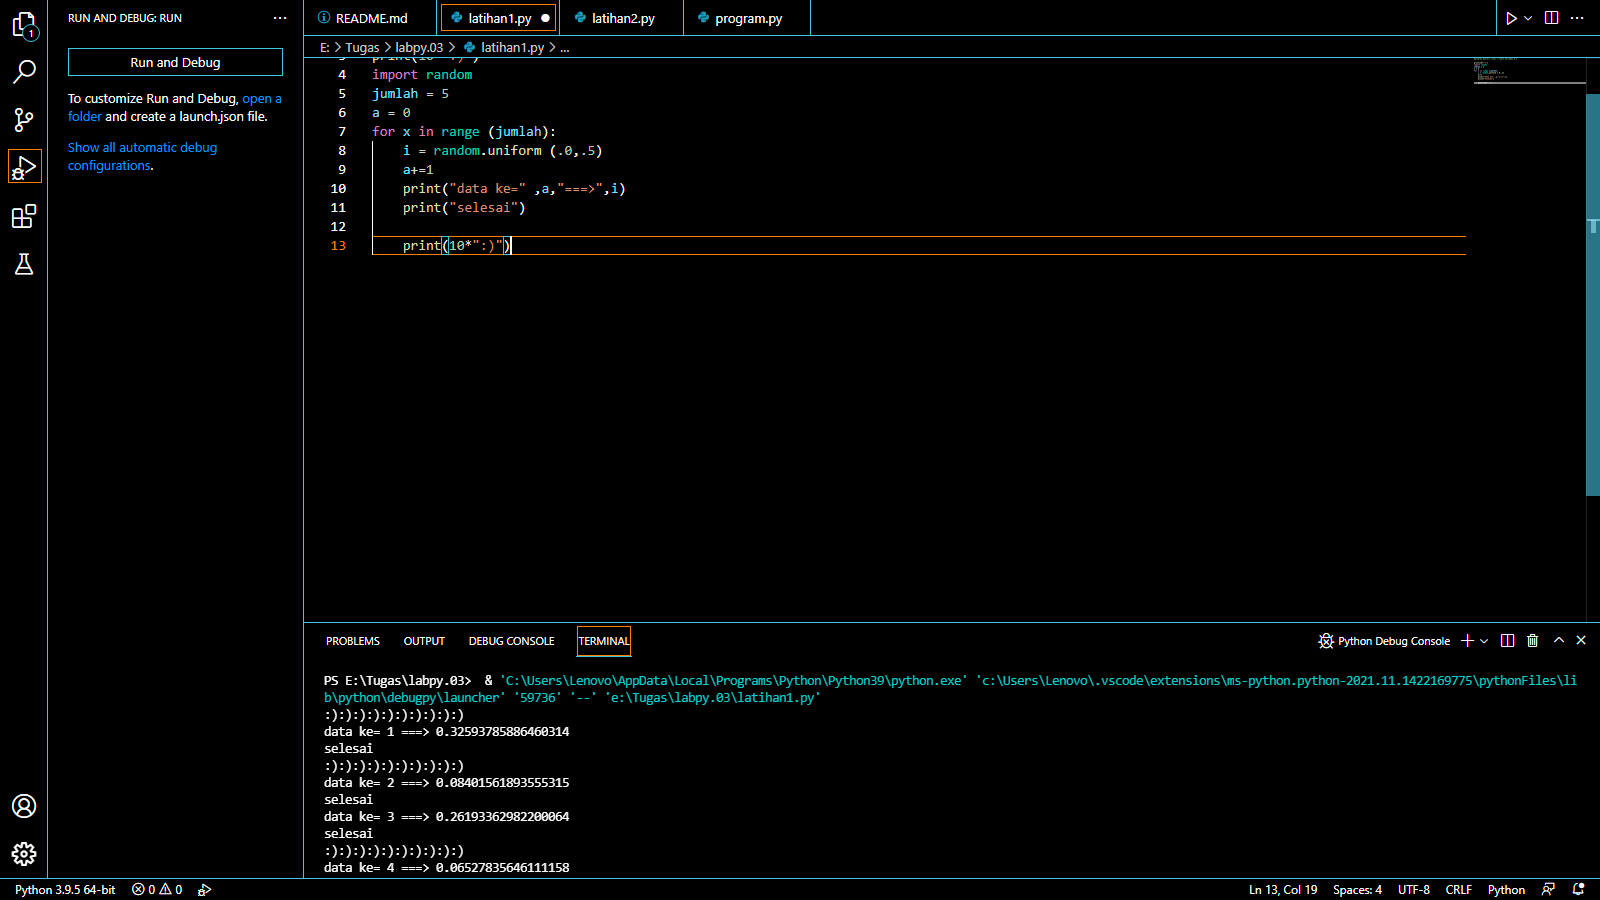 RUN AND DEBUG: RUN
Run and Debug
To customize Run and Debug, open a
folder and create a launch.json file.
Show all automatic debug
configurations.
README.md
latihan1.py
latihan2.py
program.py
E: > Tugas > labpy.03 > latihan1.py > ...
4 import random
5 jumlah = 5
6 a = 0
7 for x in range (jumlah):
8 i = random.uniform (.0,.5)
9 a+=1
10 print("data ke=" ,a,"===>",i)
11 print("selesai")
12
13 print(10*":)")
PROBLEMS OUTPUT DEBUG CONSOLE TERMINAL
Python Debug Console
PS E:\Tugas\labpy.03>  & 'C:\Users\Lenovo\AppData\Local\Programs\Python\Python39\python.exe' 'c:\Users\Lenovo\.vscode\extensions\ms-python.python-2021.11.1422169775\pythonFiles\li
b\python\debugpy\launcher' '59736' '--' 'e:\Tugas\labpy.03\latihan1.py'
:):):):):):):):):):)
data ke= 1 ===> 0.32593785886460314
selesai
:):):):):):):):):):)
data ke= 2 ===> 0.08401561893555315
selesai
data ke= 3 ===> 0.26193362982200064
selesai
:):):):):):):):):):)
data ke= 4 ===> 0.06527835646111158
1
Python 3.9.5 64-bit
0
0
Ln 13, Col 19
Spaces: 4
UTF-8
CRLF
Python